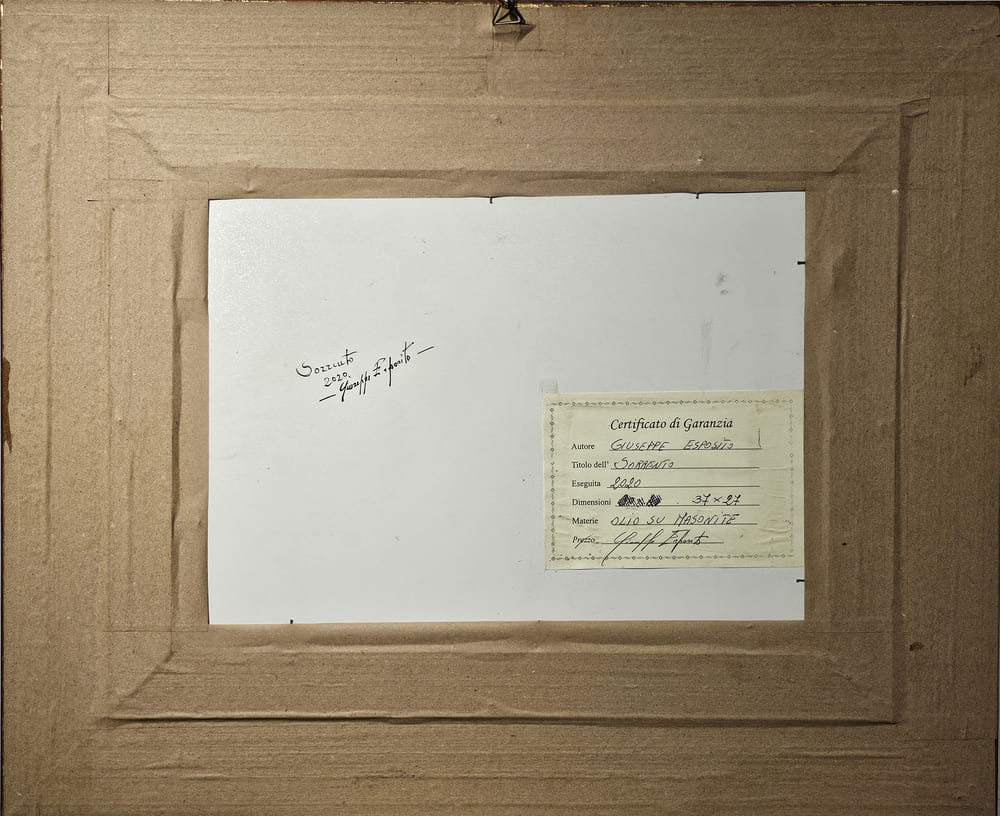 Sorrento
2020
Giuseppe Esposito
Certificato di Garanzia
Autore GIUSEPPE ESPOSITO
Titolo dell' SORRENTO
Eseguita 2020
Dimensioni 37 × 27
Materie OLIO SU MASONITE
Prezzo Giuseppe Esposito